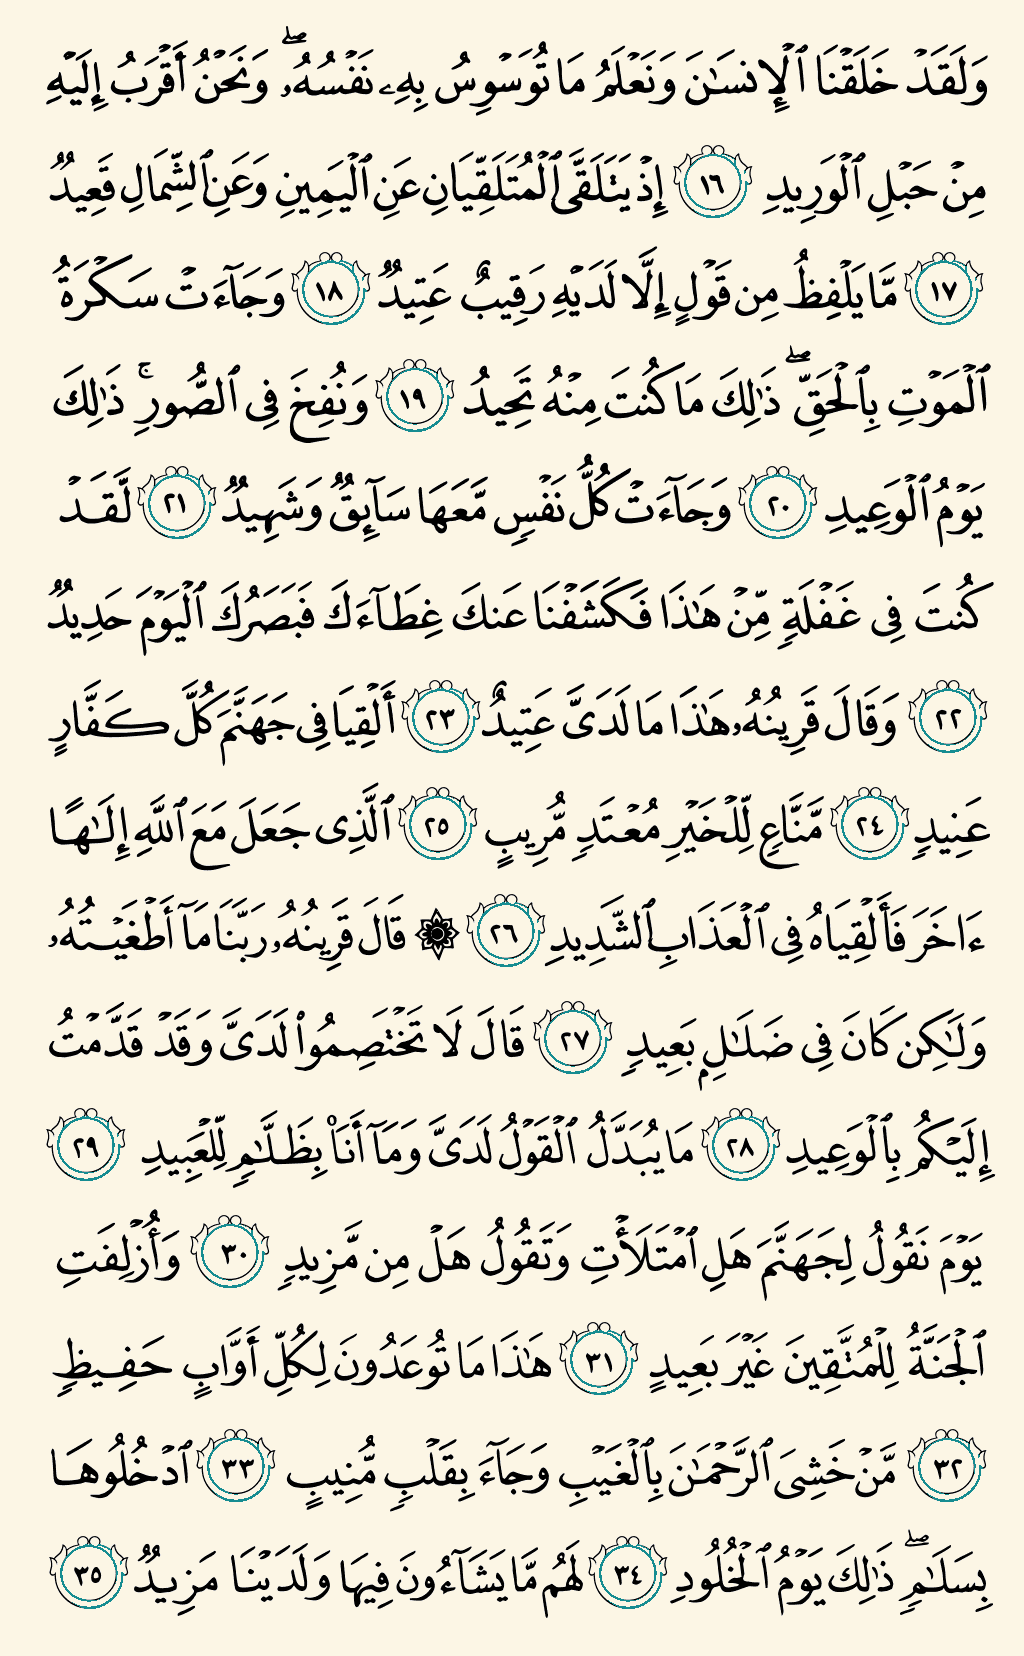 وَلَقَدۡ خَلَقۡنَا ٱلۡإِنسَٰنَ وَنَعۡلَمُ مَا تُوَسۡوِسُ بِهِۦ نَفۡسُهُۥۖ وَنَحۡنُ أَقۡرَبُ إِلَيۡهِ
مِنۡ حَبۡلِ ٱلۡوَرِيدِ ١٦ إِذۡ يَتَلَقَّى ٱلۡمُتَلَقِّيَانِ عَنِ ٱلۡيَمِينِ وَعَنِ ٱلشِّمَالِ قَعِيدٞ
١٧ مَّا يَلۡفِظُ مِن قَوۡلٍ إِلَّا لَدَيۡهِ رَقِيبٌ عَتِيدٞ ١٨ وَجَآءَتۡ سَكۡرَةُ
ٱلۡمَوۡتِ بِٱلۡحَقِّۖ ذَٰلِكَ مَا كُنتَ مِنۡهُ تَحِيدُ ١٩ وَنُفِخَ فِي ٱلصُّورِۚ ذَٰلِكَ
يَوۡمُ ٱلۡوَعِيدِ ٢٠ وَجَآءَتۡ كُلُّ نَفۡسٖ مَّعَهَا سَآئِقٞ وَشَهِيدٞ ٢١ لَّقَدۡ
كُنتَ فِي غَفۡلَةٖ مِّنۡ هَٰذَا فَكَشَفۡنَا عَنكَ غِطَآءَكَ فَبَصَرُكَ ٱلۡيَوۡمَ حَدِيدٞ
٢٢ وَقَالَ قَرِينُهُۥ هَٰذَا مَا لَدَيَّ عَتِيدٌ ٢٣ أَلۡقِيَا فِي جَهَنَّمَ كُلَّ كَفَّارٍ
عَنِيدٖ ٢٤ مَّنَّاعٖ لِّلۡخَيۡرِ مُعۡتَدٖ مُّرِيبٍ ٢٥ ٱلَّذِي جَعَلَ مَعَ ٱللَّهِ إِلَٰهًا
ءَاخَرَ فَأَلۡقِيَاهُ فِي ٱلۡعَذَابِ ٱلشَّدِيدِ ٢٦ ۞ قَالَ قَرِينُهُۥ رَبَّنَا مَآ أَطۡغَيۡتُهُۥ
وَلَٰكِن كَانَ فِي ضَلَٰلِۭ بَعِيدٖ ٢٧ قَالَ لَا تَخۡتَصِمُواْ لَدَيَّ وَقَدۡ قَدَّمۡتُ
إِلَيۡكُم بِٱلۡوَعِيدِ ٢٨ مَا يُبَدَّلُ ٱلۡقَوۡلُ لَدَيَّ وَمَآ أَنَا۠ بِظَلَّٰمٖ لِّلۡعَبِيدِ ٢٩
يَوۡمَ نَقُولُ لِجَهَنَّمَ هَلِ ٱمۡتَلَأۡتِ وَتَقُولُ هَلۡ مِن مَّزِيدٖ ٣٠ وَأُزۡلِفَتِ
ٱلۡجَنَّةُ لِلۡمُتَّقِينَ غَيۡرَ بَعِيدٍ ٣١ هَٰذَا مَا تُوعَدُونَ لِكُلِّ أَوَّابٍ حَفِيظٖ
٣٢ مَّنۡ خَشِيَ ٱلرَّحۡمَٰنَ بِٱلۡغَيۡبِ وَجَآءَ بِقَلۡبٖ مُّنِيبٍ ٣٣ ٱدۡخُلُوهَا
بِسَلَٰمٖۖ ذَٰلِكَ يَوۡمُ ٱلۡخُلُودِ ٣٤ لَهُم مَّا يَشَآءُونَ فِيهَا وَلَدَيۡنَا مَزِيدٞ ٣٥